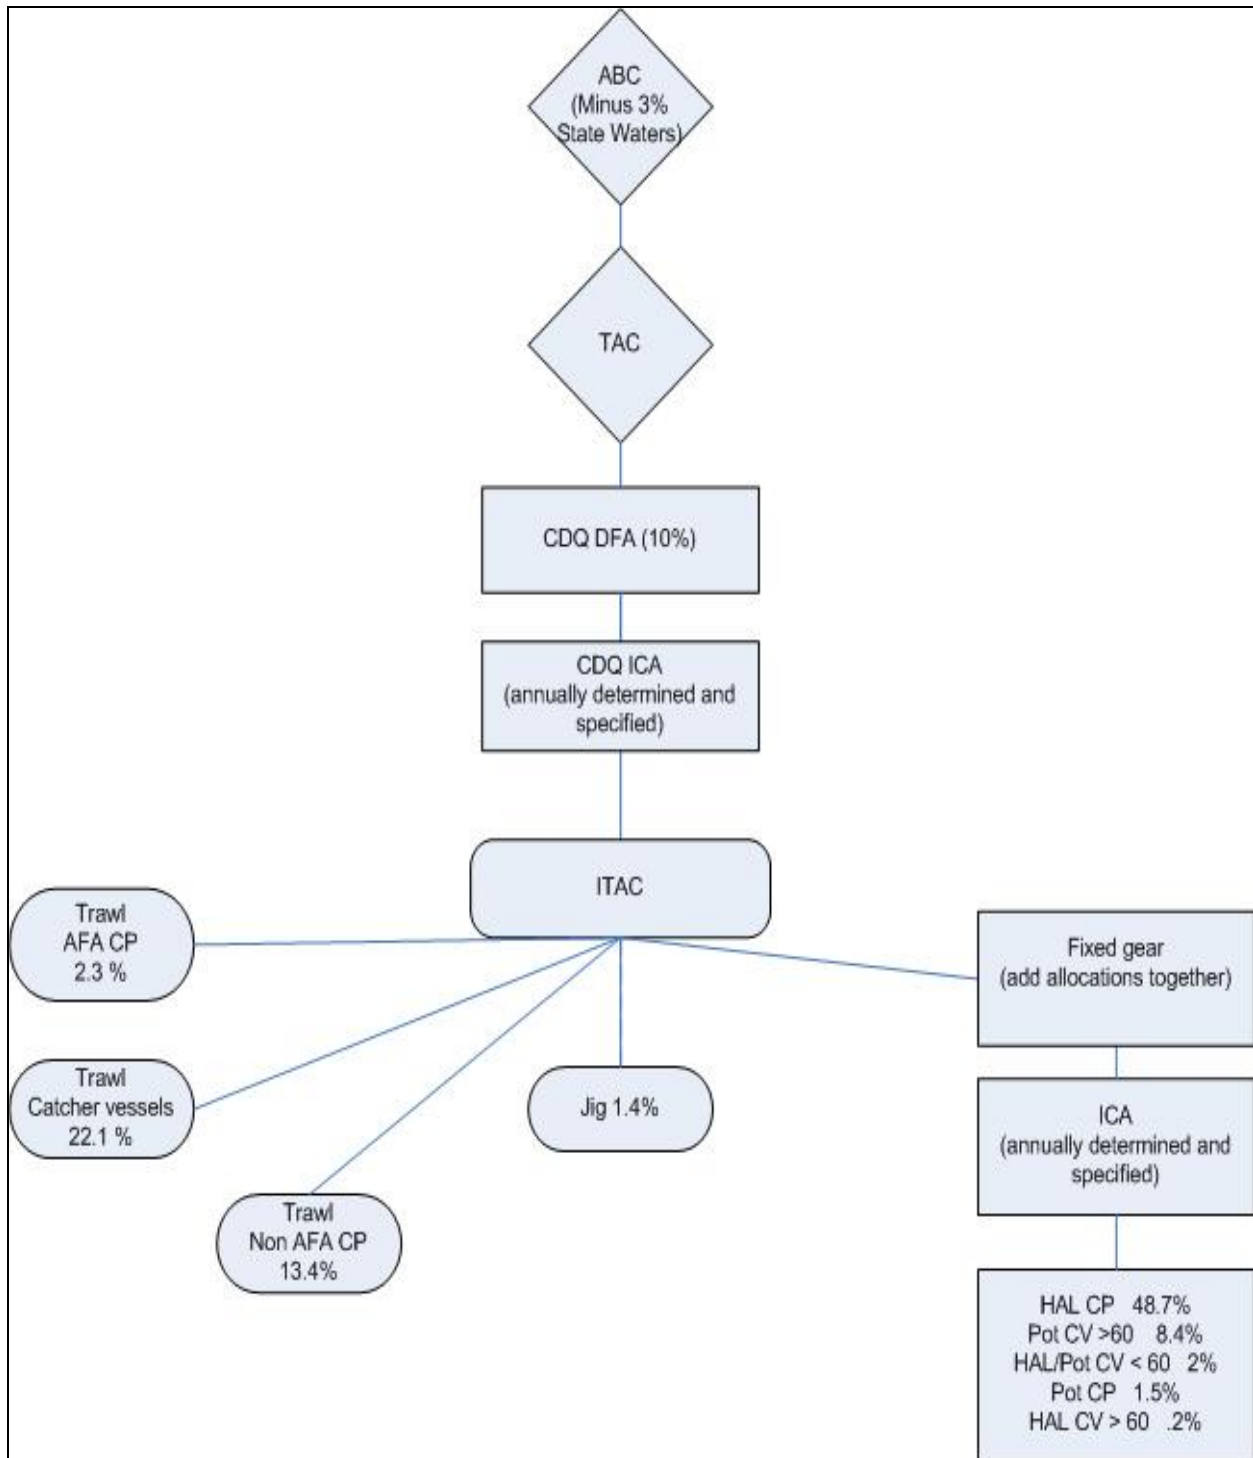 ABC
(Minus 3%
State Waters)
TAC
CDQ DFA (10%)
CDQ ICA
(annually determined and
specified)
ITAC
Trawl
AFA CP
2.3 %
Trawl
Catcher vessels
22.1 %
Trawl
Non AFA CP
13.4%
Jig 1.4%
Fixed gear
(add allocations together)
ICA
(annually determined and
specified)
HAL CP 48.7%
Pot CV >60 8.4%
HAL/Pot CV < 60 2%
Pot CP 1.5%
HAL CV > 60 .2%